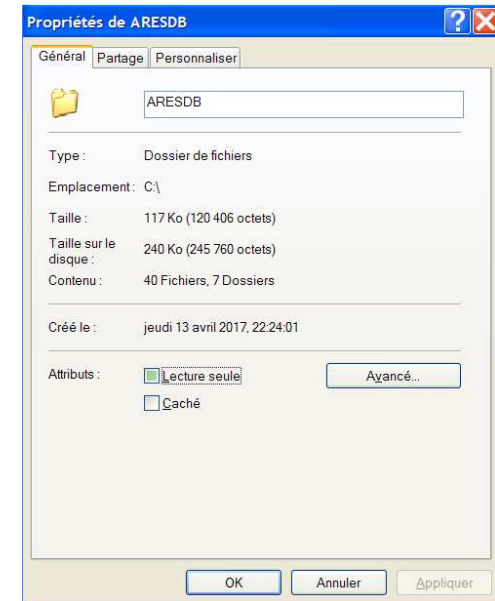 Propriétés de ARESDB
Général Partage Personnaliser
ARESDB
Type : Dossier de fichiers
Emplacement : C:\
Taille : 117 Ko (120 406 octets)
Taille sur le disque : 240 Ko (245 760 octets)
Contenu : 40 Fichiers, 7 Dossiers
Créé le : jeudi 13 avril 2017, 22:24:01
Attributs : Lecture seule Avancé...
Caché
OK Annuler Appliquer